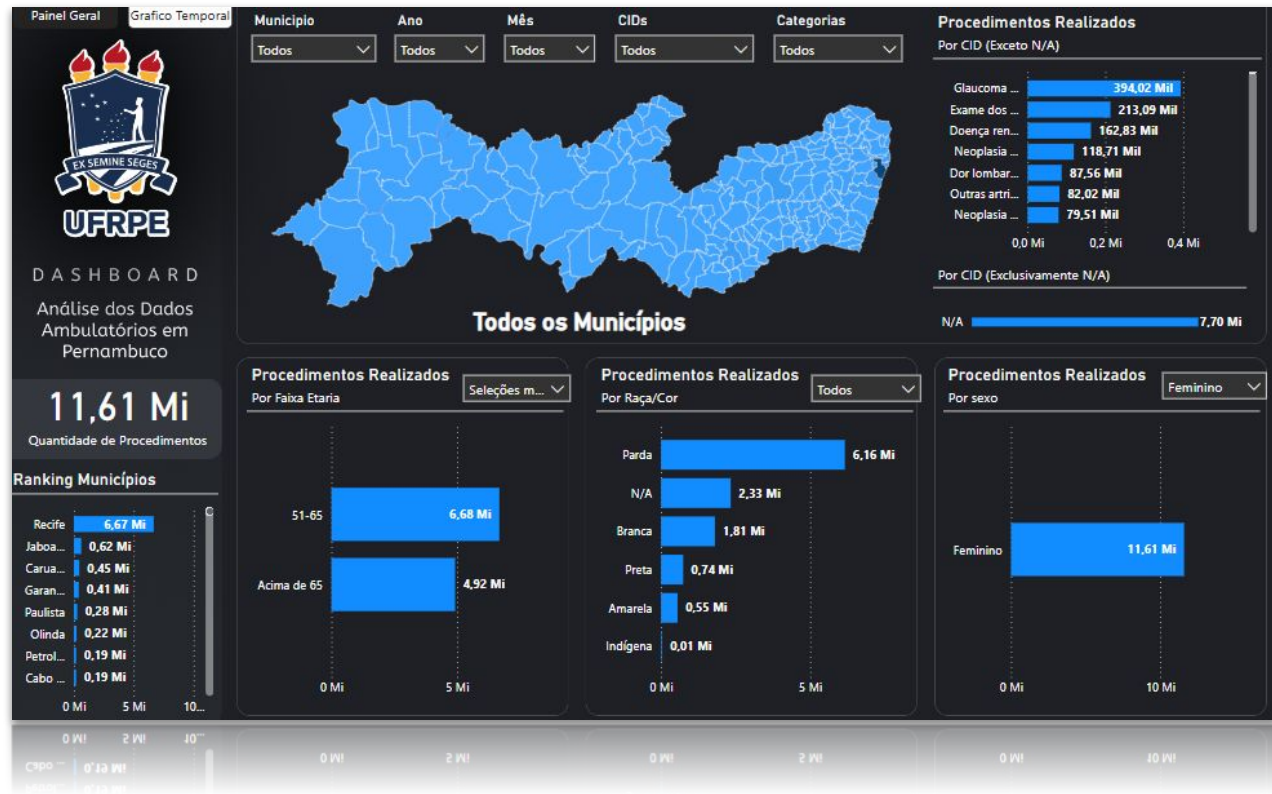 Painel Geral
Grafico Temporal
EX SEMINE SEGES
UFRPE
DASHBOARD
Análise dos Dados
Ambulatórios em
Pernambuco
11,61 Mi
Quantidade de Procedimentos
Ranking Municípios
Recife 6,67 Mi
Jaboa... 0,62 Mi
Carua... 0,45 Mi
Garan... 0,41 Mi
Paulista 0,28 Mi
Olinda 0,22 Mi
Petrol... 0,19 Mi
Cabo ... 0,19 Mi
0 Mi 5 Mi 10...
Municipio Ano Mês CIDs Categorias
Todos Todos Todos Todos Todos
Todos os Municípios
Procedimentos Realizados
Por CID (Exceto N/A)
Glaucoma ... 394,02 Mil
Exame dos ... 213,09 Mil
Doença ren... 162,83 Mil
Neoplasia ... 118,71 Mil
Dor lombar... 87,56 Mil
Outras artri... 82,02 Mil
Neoplasia ... 79,51 Mil
0,0 Mi 0,2 Mi 0,4 Mi
Por CID (Exclusivamente N/A)
N/A 7,70 Mi
Procedimentos Realizados
Por Faixa Etaria
Seleções m...
51-65 6,68 Mi
Acima de 65 4,92 Mi
0 Mi 5 Mi
Procedimentos Realizados
Por Raça/Cor
Todos
Parda 6,16 Mi
N/A 2,33 Mi
Branca 1,81 Mi
Preta 0,74 Mi
Amarela 0,55 Mi
Indígena 0,01 Mi
0 Mi 5 Mi
Procedimentos Realizados
Por sexo
Feminino
Feminino 11,61 Mi
0 Mi 10 Mi